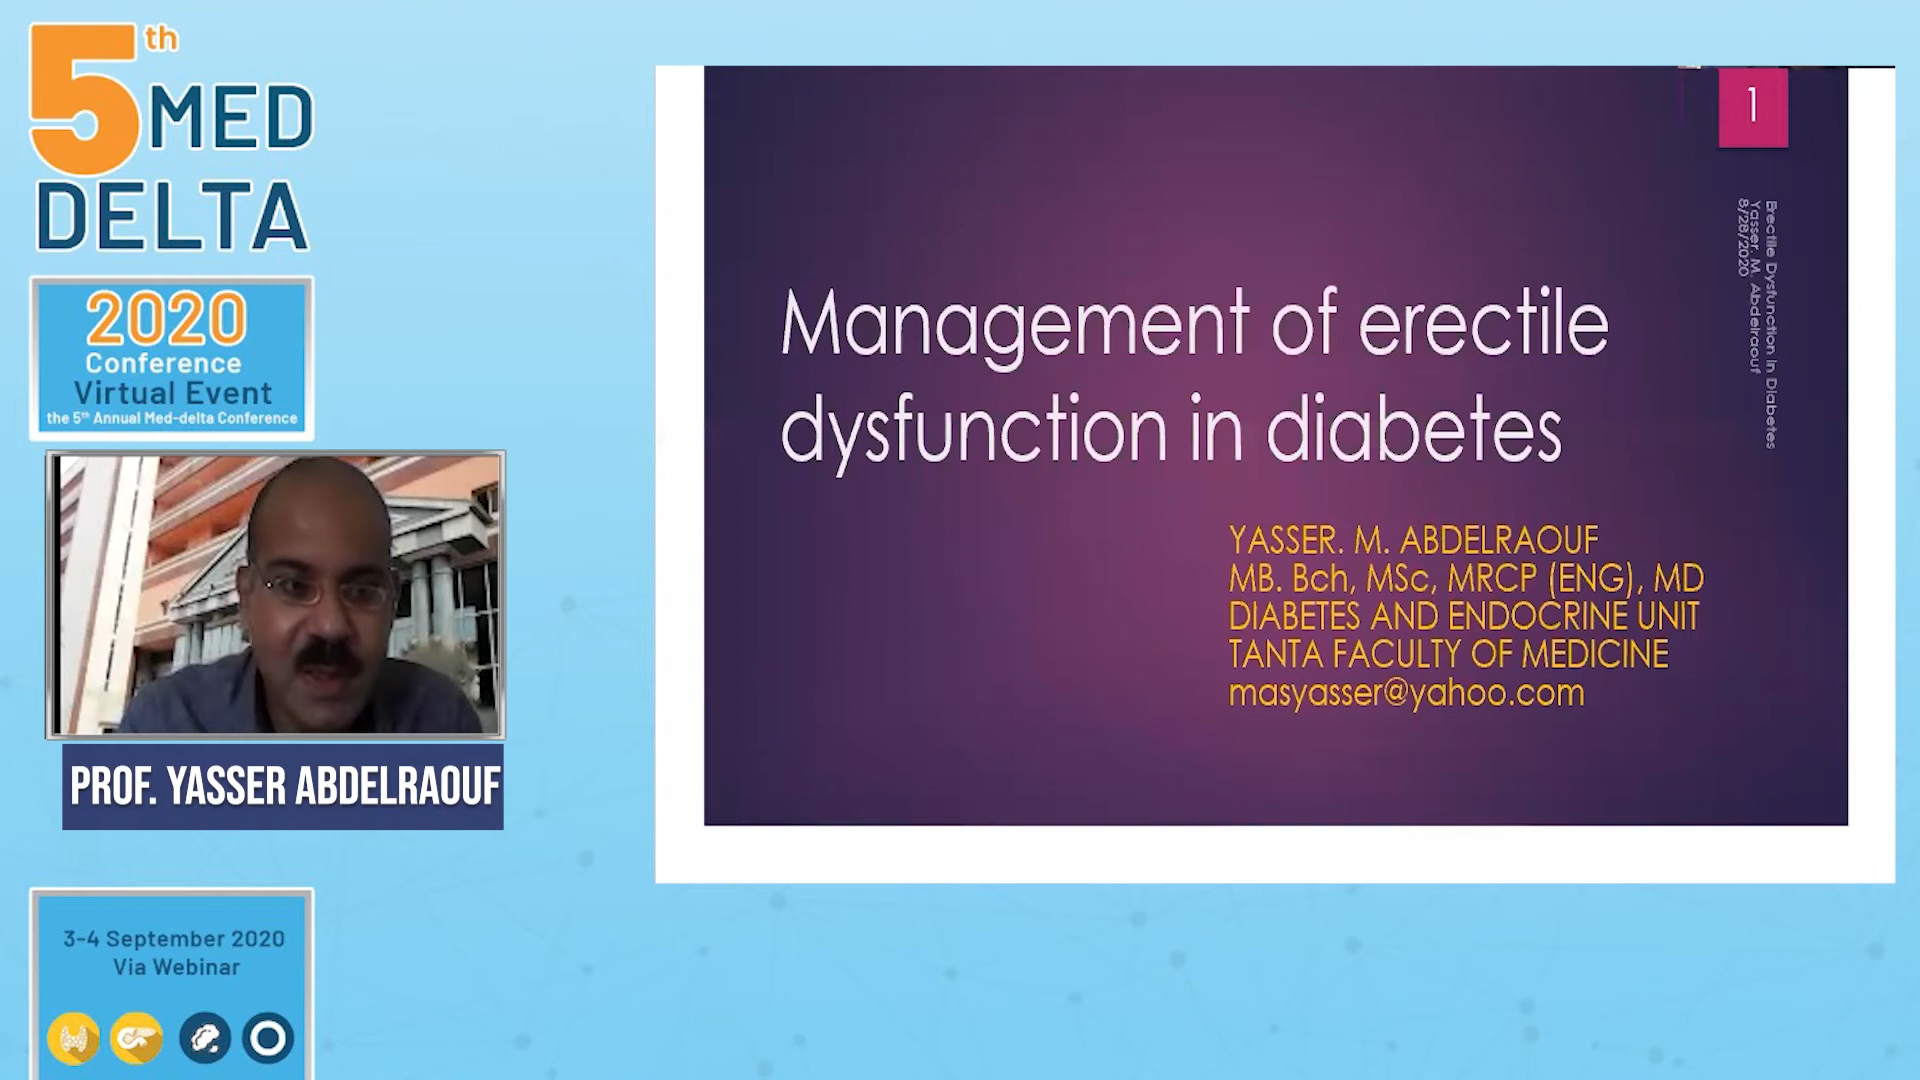 5th
MED
DELTA
2020
Conference
Virtual Event
the 5th Annual Med-delta Conference
PROF. YASSER ABDELRAOUF
3-4 September 2020
Via Webinar
1
Erectile Dysfunction in Diabetes
Yasser. M. Abdelraouf
8/28/2020
Management of erectile
dysfunction in diabetes
YASSER. M. ABDELRAOUF
MB. Bch, MSc, MRCP (ENG), MD
DIABETES AND ENDOCRINE UNIT
TANTA FACULTY OF MEDICINE
masyasser@yahoo.com